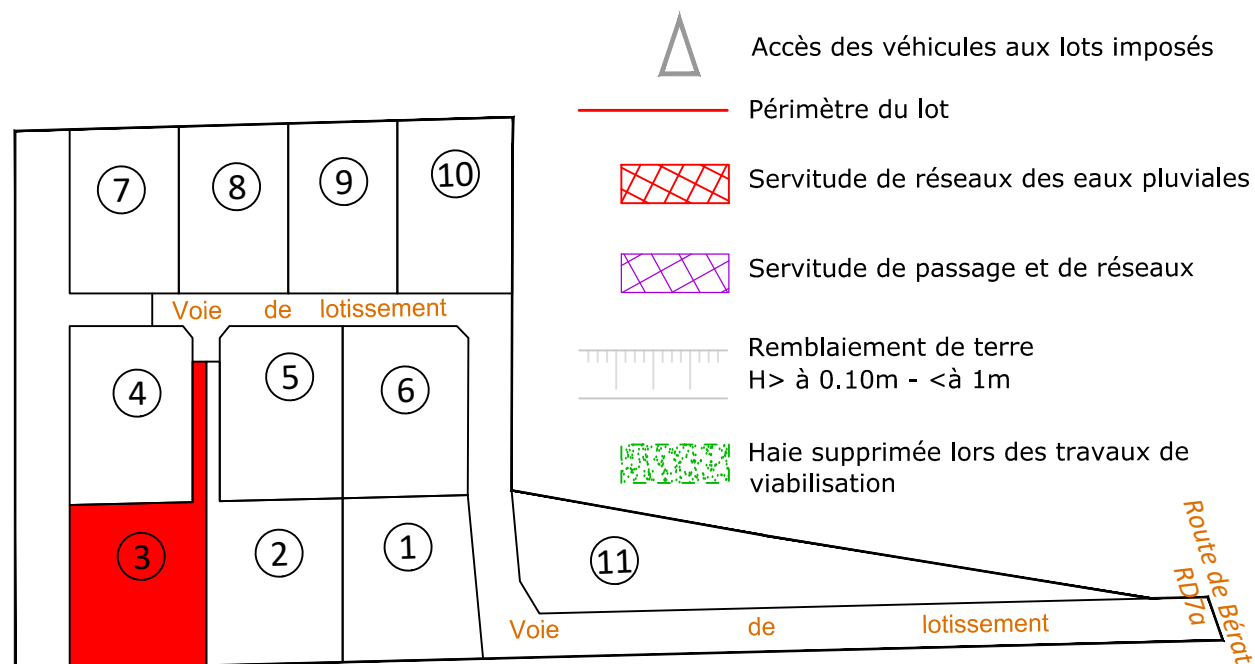 Accès des véhicules aux lots imposés
Périmètre du lot
Servitude de réseaux des eaux pluviales
Servitude de passage et de réseaux
Remblaiement de terre
H> à 0.10m - <à 1m
Haie supprimée lors des travaux de
viabilisation
7
8
9
10
Voie de lotissement
4
5
6
3
2
1
11
Voie de lotissement
Route de Bérat
RD7a